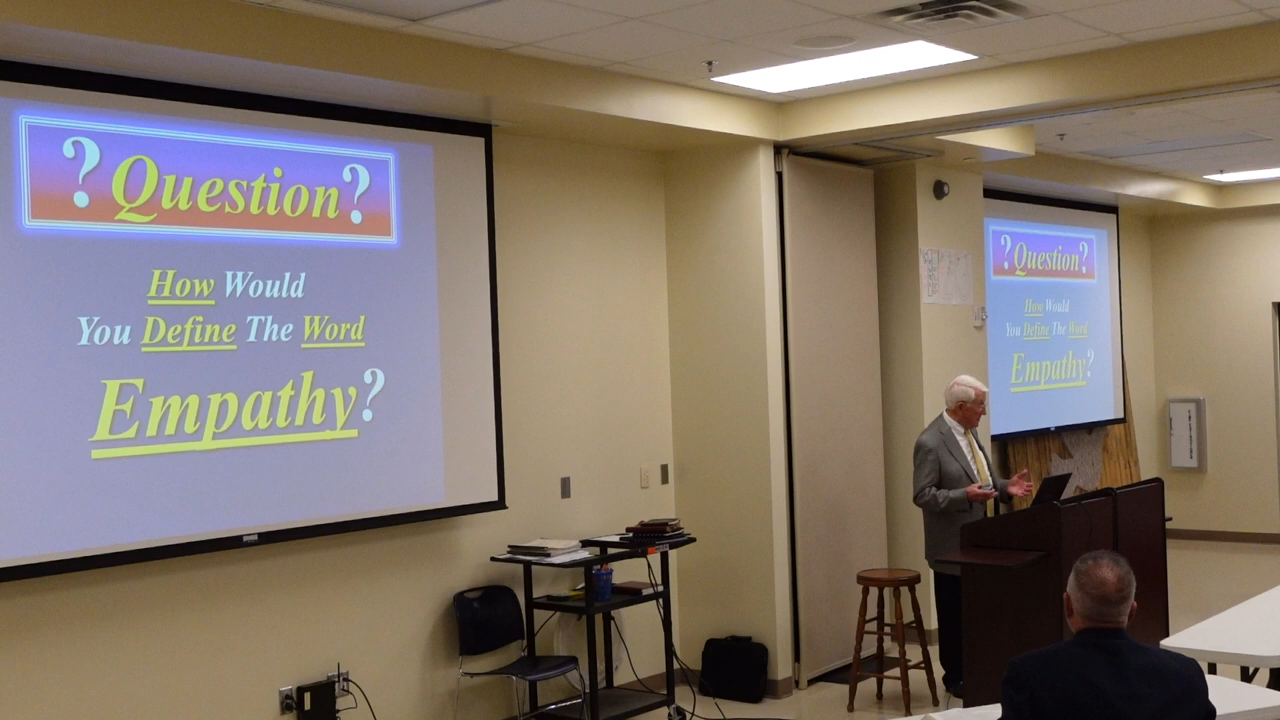 ? Question ?
How Would
You Define The Word
Empathy?
? Question ?
How Would
You Define The Word
Empathy?